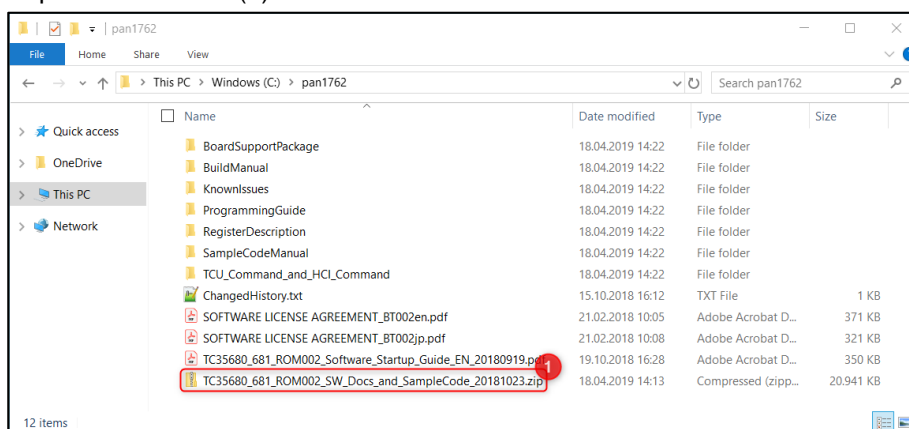 pan1762
File Home Share View
This PC > Windows (C:) > pan1762 Search pan1762
Name Date modified Type Size
Quick access
OneDrive
This PC
Network
BoardSupportPackage 18.04.2019 14:22 File folder
BuildManual 18.04.2019 14:22 File folder
KnownIssues 18.04.2019 14:22 File folder
ProgrammingGuide 18.04.2019 14:22 File folder
RegisterDescription 18.04.2019 14:22 File folder
SampleCodeManual 18.04.2019 14:22 File folder
TCU_Command_and_HCI_Command 18.04.2019 14:22 File folder
ChangedHistory.txt 15.10.2018 16:12 TXT File 1 KB
SOFTWARE LICENSE AGREEMENT_BT002en.pdf 21.02.2018 10:05 Adobe Acrobat D... 371 KB
SOFTWARE LICENSE AGREEMENT_BT002jp.pdf 21.02.2018 10:08 Adobe Acrobat D... 321 KB
TC35680_681_ROM002_Software_Startup_Guide_EN_20180919.pdf 19.10.2018 16:28 Adobe Acrobat D... 350 KB
1
TC35680_681_ROM002_SW_Docs_and_SampleCode_20181023.zip 18.04.2019 14:13 Compressed (zipp... 20.941 KB
12 items